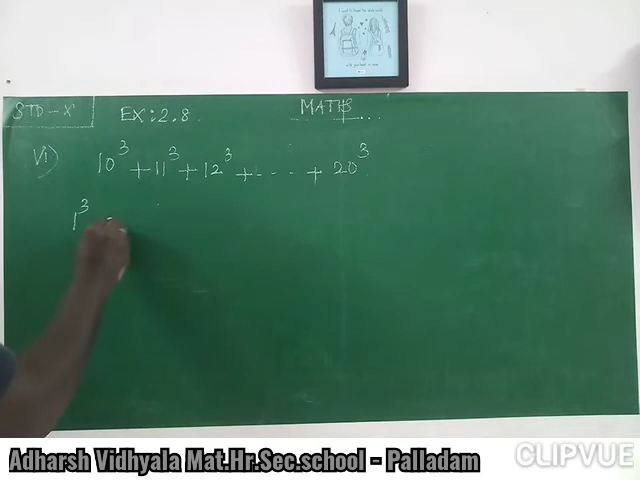 STD - X
EX: 2.8.
MATHS
VI) 10³ + 11³ + 12³ + . . . . + 20³
1³
Adharsh Vidhyala Mat.Hr.Sec.school - Palladam
CLIPVUE